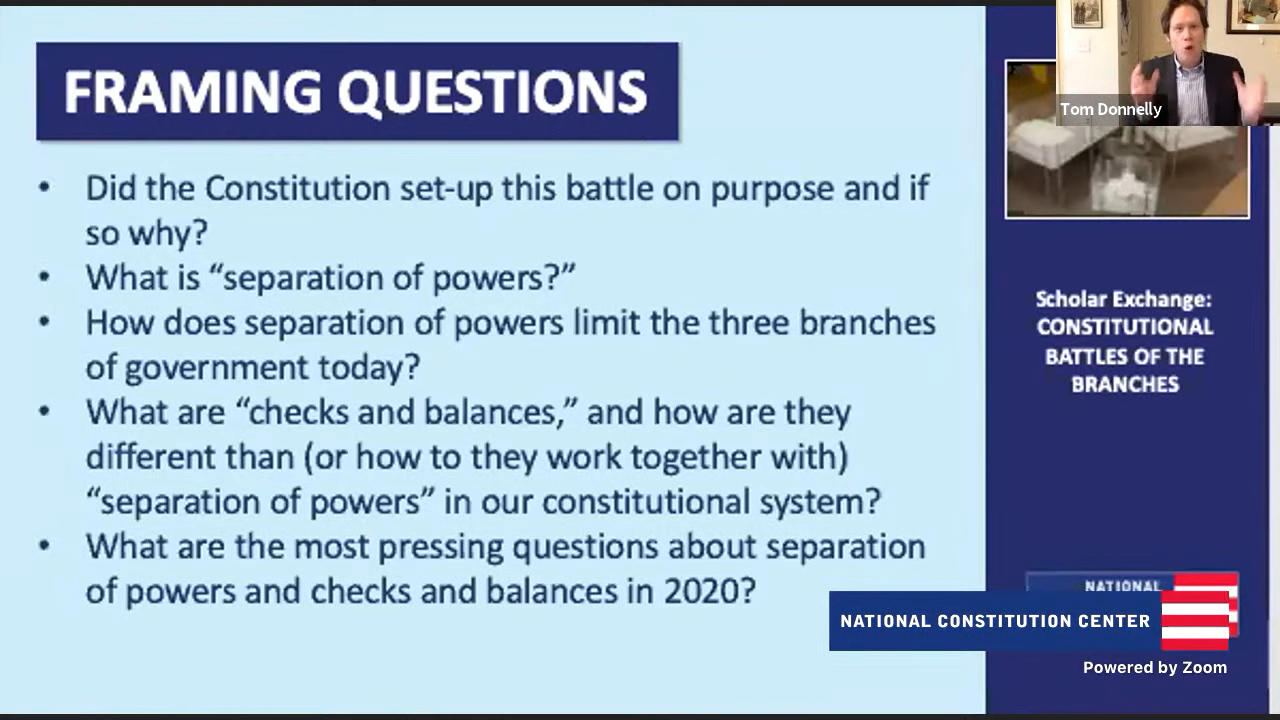 FRAMING QUESTIONS
• Did the Constitution set-up this battle on purpose and if
so why?
• What is “separation of powers?”
• How does separation of powers limit the three branches
of government today?
• What are “checks and balances,” and how are they
different than (or how to they work together with)
“separation of powers” in our constitutional system?
• What are the most pressing questions about separation
of powers and checks and balances in 2020?
Tom Donnelly
Scholar Exchange:
CONSTITUTIONAL
BATTLES OF THE
BRANCHES
NATIONAL
NATIONAL CONSTITUTION CENTER
Powered by Zoom